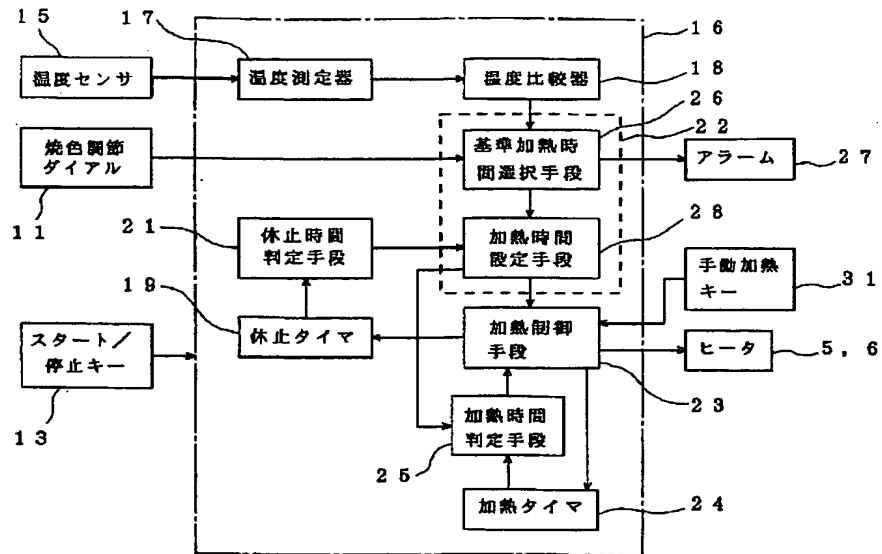 １５
１７
１６
温度センサ
温度測定器
温度比較器
１８
２６
２２
焼色調節
ダイアル
基準加熱時
間選択手段
アラーム
２７
１１
２１
休止時間
判定手段
加熱時間
設定手段
２８
手動加熱
キー
３１
１９
スタート／
停止キー
休止タイマ
加熱制御
手段
ヒータ
５，６
１３
２３
加熱時間
判定手段
２５
加熱タイマ
２４